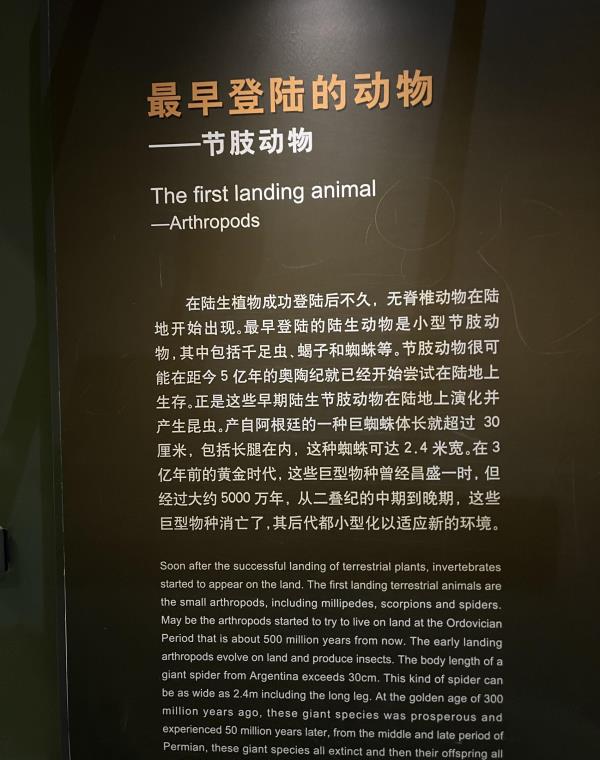 最早登陆的动物
——节肢动物
The first landing animal
—Arthropods
在陆生植物成功登陆后不久，无脊椎动物在陆
地开始出现。最早登陆的陆生动物是小型节肢动
物，其中包括千足虫、蝎子和蜘蛛等。节肢动物很可
能在距今 5 亿年的奥陶纪就已经开始尝试在陆地上
生存。正是这些早期陆生节肢动物在陆地上演化并
产生昆虫。产自阿根廷的一种巨蜘蛛体长就超过 30
厘米，包括长腿在内，这种蜘蛛可达 2.4 米宽。在 3
亿年前的黄金时代，这些巨型物种曾经昌盛一时，但
经过大约 5000 万年，从二叠纪的中期到晚期，这些
巨型物种消亡了，其后代都小型化以适应新的环境。
Soon after the successful landing of terrestrial plants, invertebrates
started to appear on the land. The first landing terrestrial animals are
the small arthropods, including millipedes, scorpions and spiders.
May be the arthropods started to try to live on land at the Ordovician
Period that is about 500 million years from now. The early landing
arthropods evolve on land and produce insects. The body length of a
giant spider from Argentina exceeds 30cm. This kind of spider can
be as wide as 2.4m including the long leg. At the golden age of 300
million years ago, these giant species was prosperous and
experienced 50 million years, from the middle and late period of
Permian, these giant species all extinct and then their offspring all